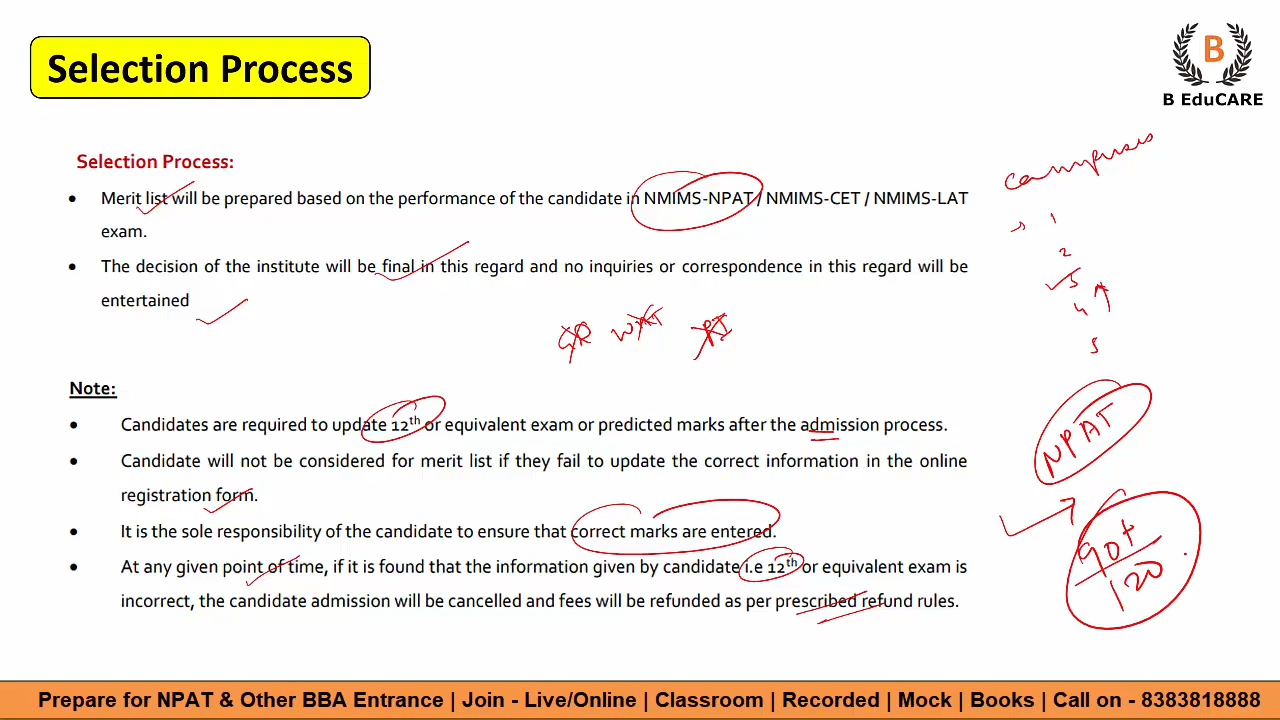 Selection Process
B
B EduCARE
Selection Process:
• Merit list will be prepared based on the performance of the candidate in NMIMS-NPAT / NMIMS-CET / NMIMS-LAT
exam.
• The decision of the institute will be final in this regard and no inquiries or correspondence in this regard will be
entertained
WAT PI
Note:
• Candidates are required to update 12th or equivalent exam or predicted marks after the admission process.
• Candidate will not be considered for merit list if they fail to update the correct information in the online
registration form.
• It is the sole responsibility of the candidate to ensure that correct marks are entered.
• At any given point of time, if it is found that the information given by candidate i.e 12th or equivalent exam is
incorrect, the candidate admission will be cancelled and fees will be refunded as per prescribed refund rules.
campuses
1
2
4
5
NPAT
90+
120
Prepare for NPAT & Other BBA Entrance | Join - Live/Online | Classroom | Recorded | Mock | Books | Call on - 8383818888